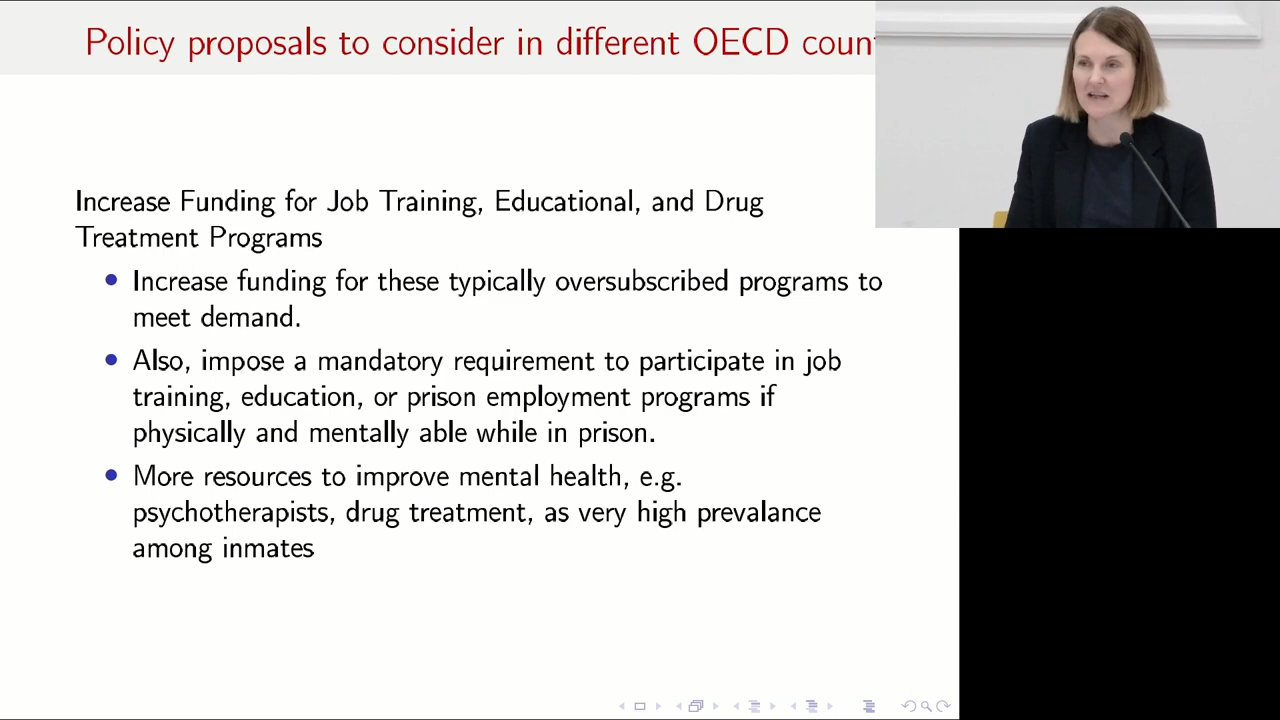 Policy proposals to consider in different OECD coun
Increase Funding for Job Training, Educational, and Drug
Treatment Programs
Increase funding for these typically oversubscribed programs to
meet demand.
Also, impose a mandatory requirement to participate in job
training, education, or prison employment programs if
physically and mentally able while in prison.
More resources to improve mental health, e.g.
psychotherapists, drug treatment, as very high prevalance
among inmates